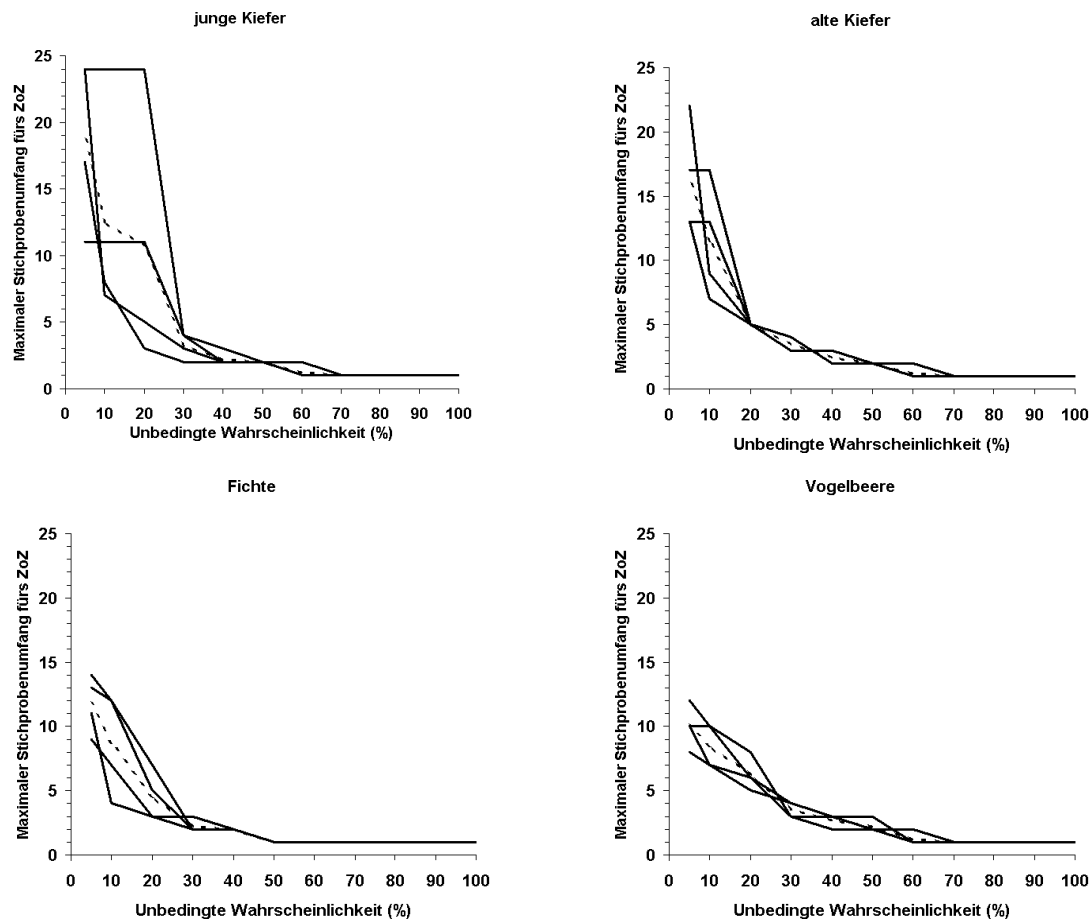 junge Kiefer
Maximaler Stichprobenumfang fürs ZoZ
25
20
15
10
5
0
0 10 20 30 40 50 60 70 80 90 100
Unbedingte Wahrscheinlichkeit (%)
alte Kiefer
Maximaler Stichprobenumfang fürs ZoZ
25
20
15
10
5
0
0 10 20 30 40 50 60 70 80 90 100
Unbedingte Wahrscheinlichkeit (%)
Fichte
Maximaler Stichprobenumfang fürs ZoZ
25
20
15
10
5
0
0 10 20 30 40 50 60 70 80 90 100
Unbedingte Wahrscheinlichkeit (%)
Vogelbeere
Maximaler Stichprobenumfang fürs ZoZ
25
20
15
10
5
0
0 10 20 30 40 50 60 70 80 90 100
Unbedingte Wahrscheinlichkeit (%)